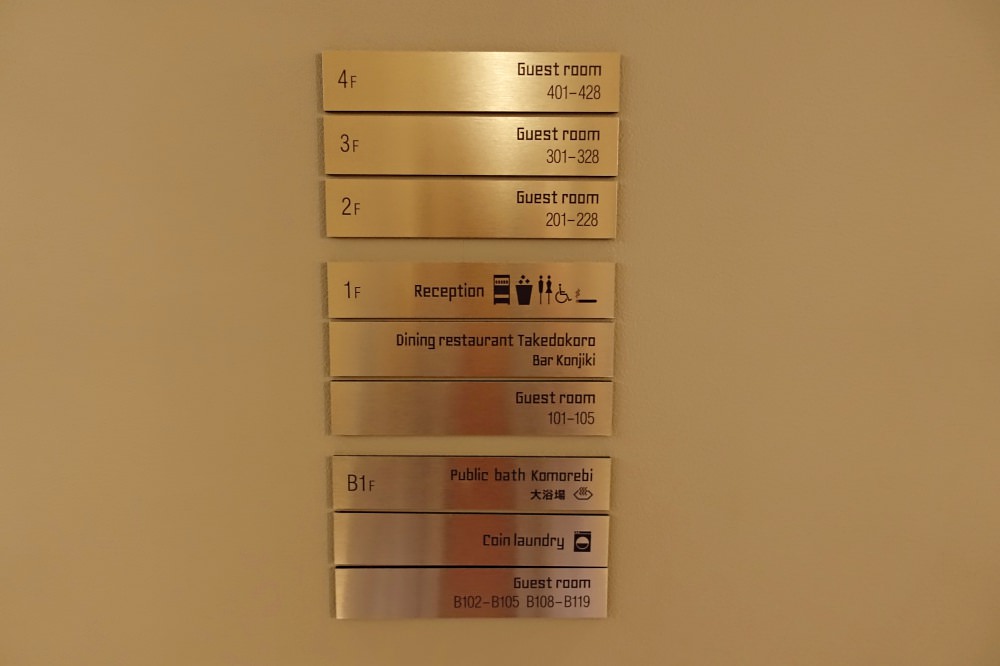 4F
Guest room
401-428
3F
Guest room
301-328
2F
Guest room
201-228
1F
Reception
Dining restaurant Takedokoro
Bar Konjiki
Guest room
101-105
B1F
Public bath Komorebi
大浴場
Coin laundry
Guest room
B102-B105 B108-B119